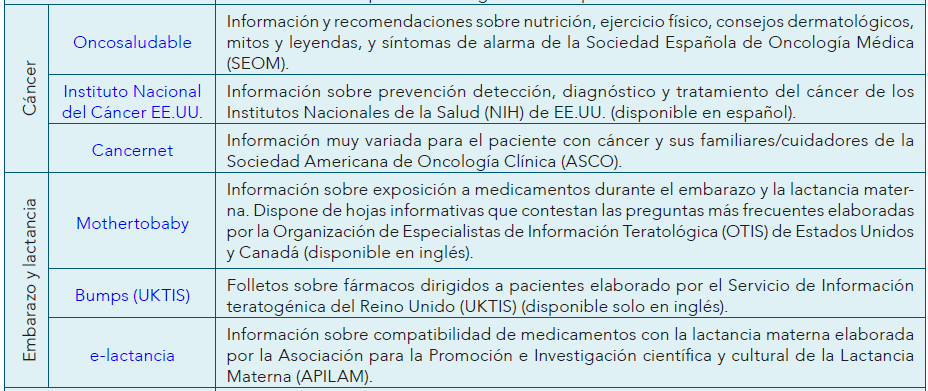 Cáncer
Oncosaludable
Información y recomendaciones sobre nutrición, ejercicio físico, consejos dermatológicos,
mitos y leyendas, y síntomas de alarma de la Sociedad Española de Oncología Médica
(SEOM).
Instituto Nacional
del Cáncer EE.UU.
Información sobre prevención detección, diagnóstico y tratamiento del cáncer de los
Institutos Nacionales de la Salud (NIH) de EE.UU. (disponible en español).
Cancernet
Información muy variada para el paciente con cáncer y sus familiares/cuidadores de la
Sociedad Americana de Oncología Clínica (ASCO).
Embarazo y lactancia
Mothertobaby
Información sobre exposición a medicamentos durante el embarazo y la lactancia mater-
na. Dispone de hojas informativas que contestan las preguntas más frecuentes elaboradas
por la Organización de Especialistas de Información Teratológica (OTIS) de Estados Unidos
y Canadá (disponible en inglés).
Bumps (UKTIS)
Folletos sobre fármacos dirigidos a pacientes elaborado por el Servicio de Información
teratogénica del Reino Unido (UKTIS) (disponible solo en inglés).
e-lactancia
Información sobre compatibilidad de medicamentos con la lactancia materna elaborada
por la Asociación para la Promoción e Investigación científica y cultural de la Lactancia
Materna (APILAM).